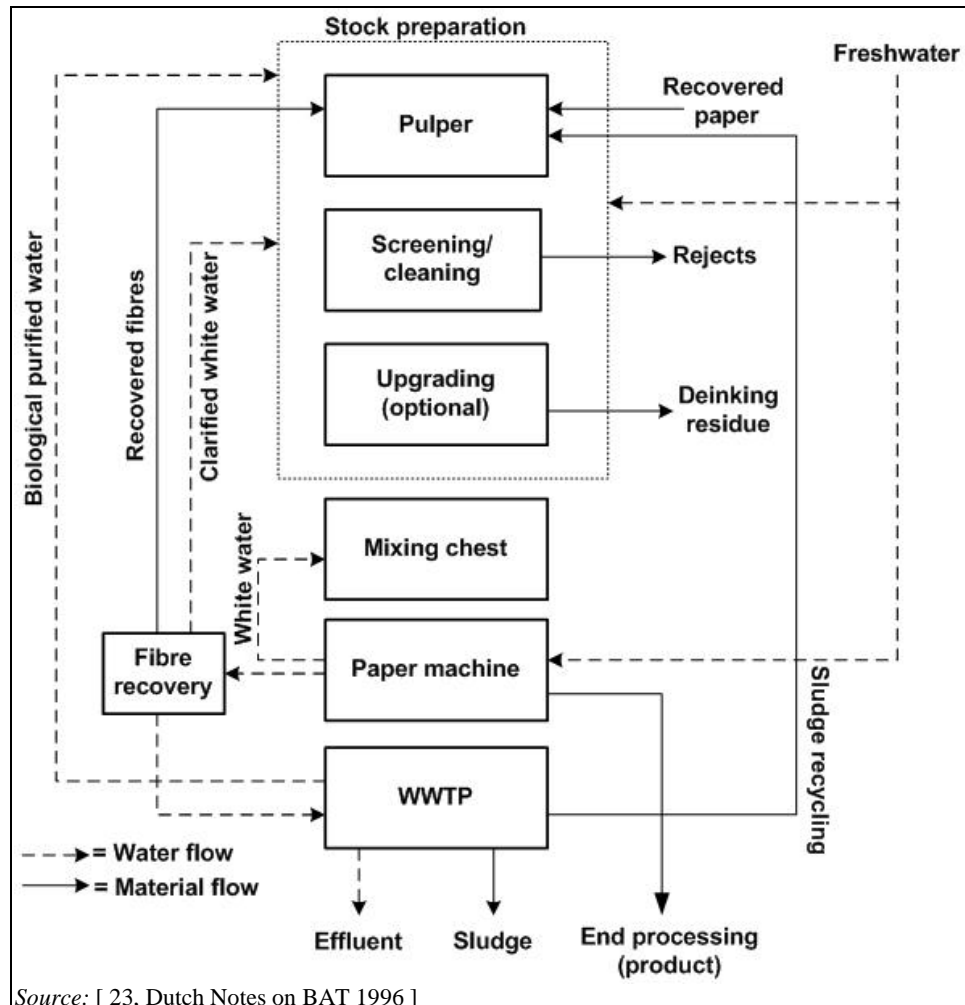 Stock preparation
Freshwater
Recovered
paper
Pulper
Screening/
cleaning
Rejects
Upgrading
(optional)
Deinking
residue
Biological purified water
Recovered fibres
Clarified white water
White water
Mixing chest
Fibre
recovery
Paper machine
Sludge recycling
WWTP
= Water flow
= Material flow
Effluent
Sludge
End processing
(product)
Source: [ 23, Dutch Notes on BAT 1996 ]